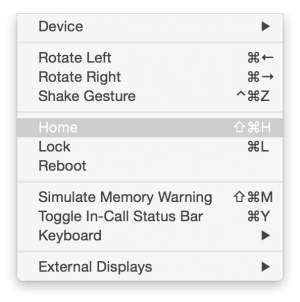 Device ▶
Rotate Left ⌘←
Rotate Right ⌘→
Shake Gesture ^⌘Z
Home ⇧⌘H
Lock ⌘L
Reboot
Simulate Memory Warning ⇧⌘M
Toggle In-Call Status Bar ⌘Y
Keyboard ▶
External Displays ▶